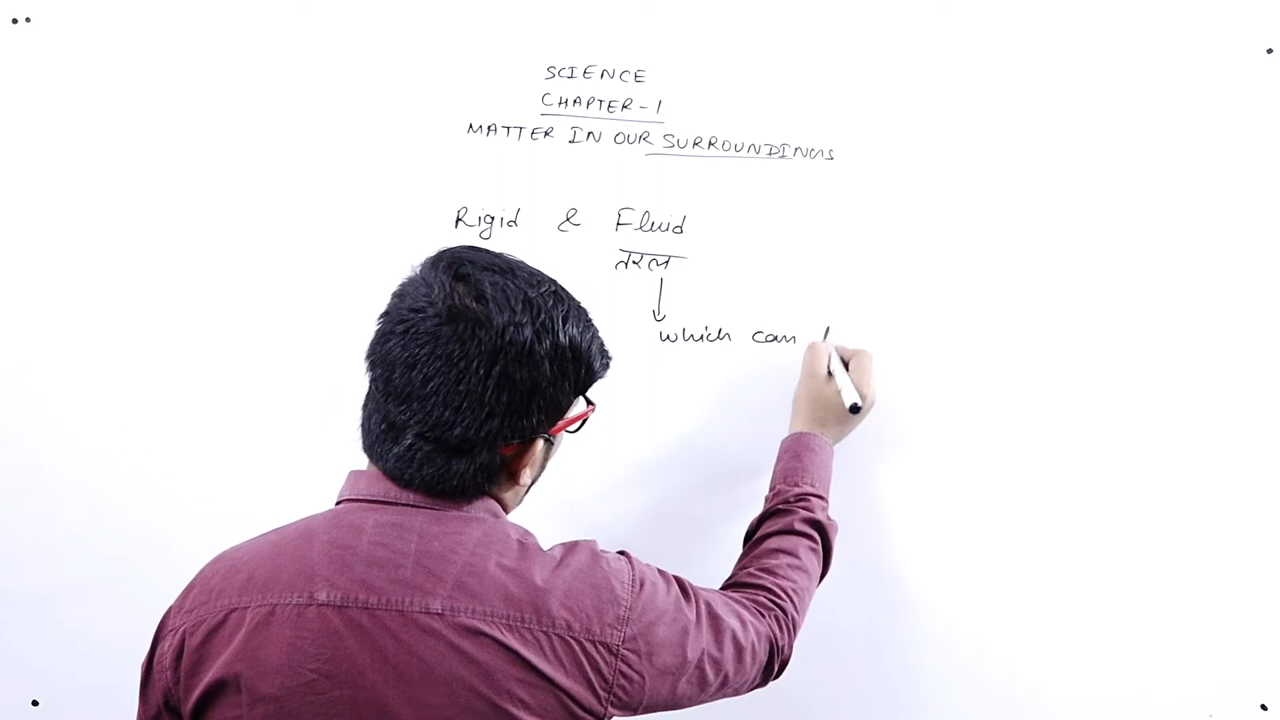 SCIENCE
CHAPTER-1
MATTER IN OUR SURROUNDINGS
Rigid & Fluid
तरल
which can